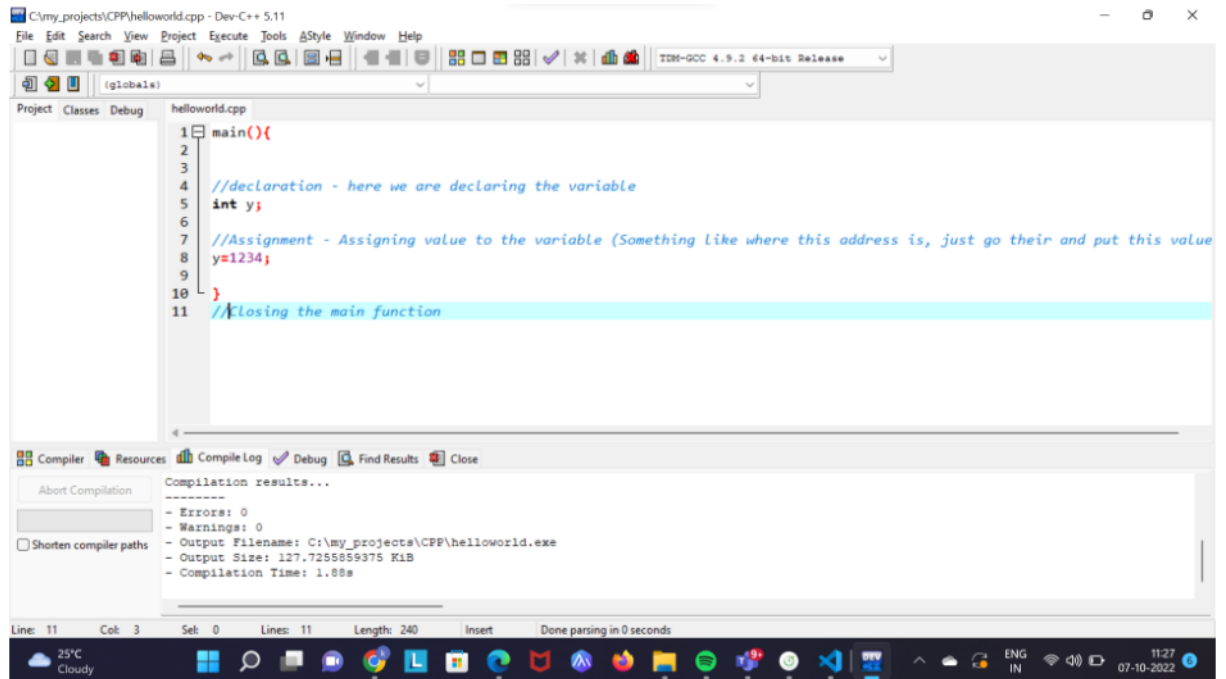 C:\my_projects\CPP\helloworld.cpp - Dev-C++ 5.11
File Edit Search View Project Execute Tools AStyle Window Help
TDM-GCC 4.9.2 64-bit Release
(globals)
Project Classes Debug helloworld.cpp
1 main(){
2
3
4 //declaration - here we are declaring the variable
5 int y;
6
7 //Assignment - Assigning value to the variable (Something like where this address is, just go their and put this value
8 y=1234;
9
10 }
11 //Closing the main function
Compiler Resources Compile Log Debug Find Results Close
Abort Compilation
Shorten compiler paths
Compilation results...
--------
- Errors: 0
- Warnings: 0
- Output Filename: C:\my_projects\CPP\helloworld.exe
- Output Size: 127.7255859375 KiB
- Compilation Time: 1.88s
Line: 11 Col: 3 Sel: 0 Lines: 11 Length: 240 Insert Done parsing in 0 seconds
25°C
Cloudy
L
DEV
9+
ENG
IN
11:27
07-10-2022
6